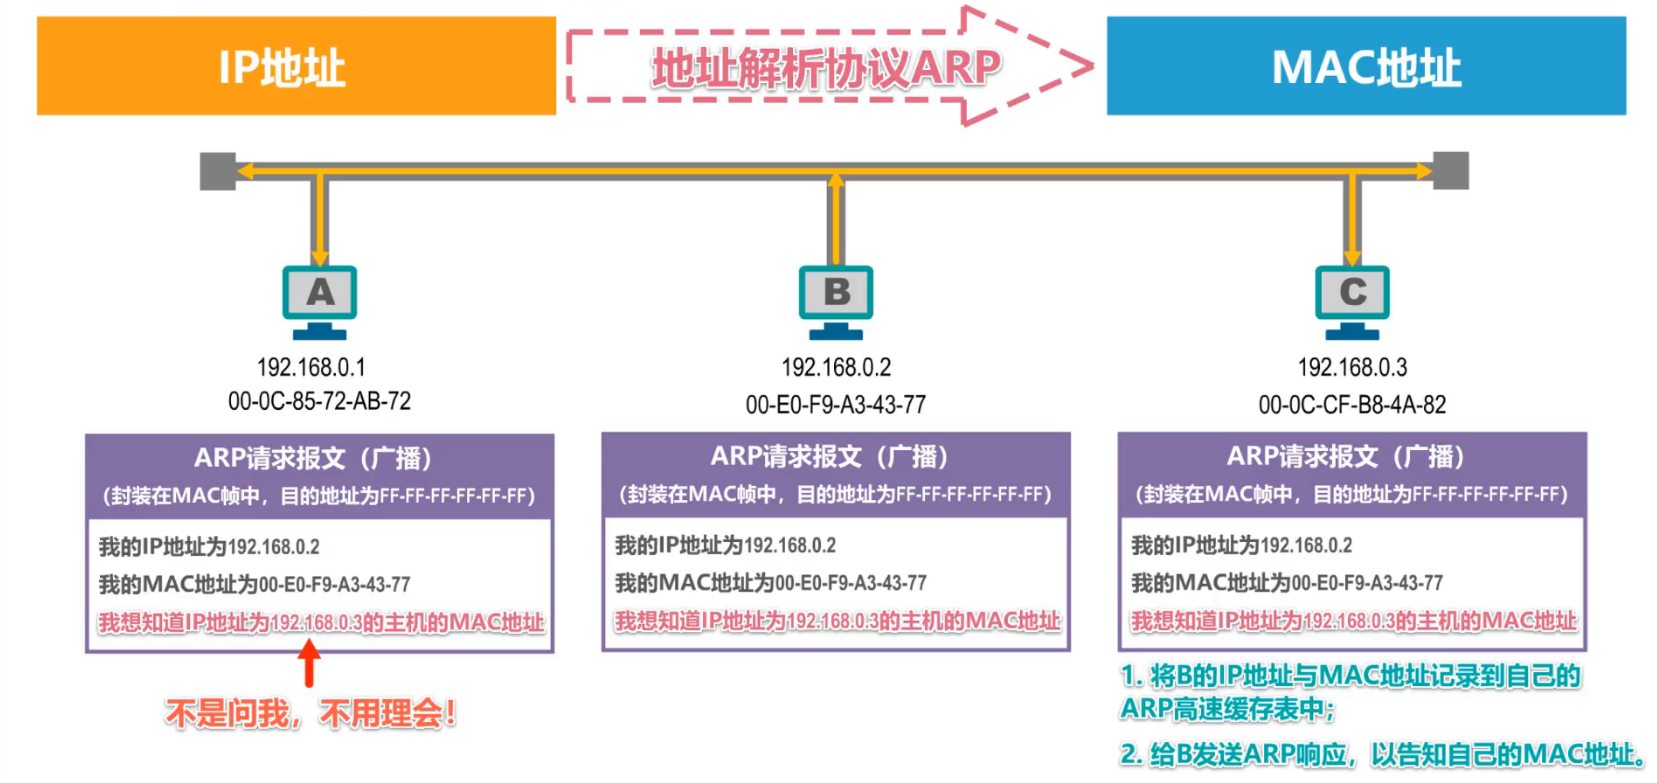 IP地址
地址解析协议ARP
MAC地址
A
B
C
192.168.0.1
00-0C-85-72-AB-72
192.168.0.2
00-E0-F9-A3-43-77
192.168.0.3
00-0C-CF-B8-4A-82
ARP请求报文（广播）
（封装在MAC帧中，目的地址为FF-FF-FF-FF-FF-FF）
我的IP地址为192.168.0.2
我的MAC地址为00-E0-F9-A3-43-77
我想知道IP地址为192.168.0.3的主机的MAC地址
不是问我，不用理会！
ARP请求报文（广播）
（封装在MAC帧中，目的地址为FF-FF-FF-FF-FF-FF）
我的IP地址为192.168.0.2
我的MAC地址为00-E0-F9-A3-43-77
我想知道IP地址为192.168.0.3的主机的MAC地址
ARP请求报文（广播）
（封装在MAC帧中，目的地址为FF-FF-FF-FF-FF-FF）
我的IP地址为192.168.0.2
我的MAC地址为00-E0-F9-A3-43-77
我想知道IP地址为192.168.0.3的主机的MAC地址
1. 将B的IP地址与MAC地址记录到自己的
ARP高速缓存表中；
2. 给B发送ARP响应，以告知自己的MAC地址。